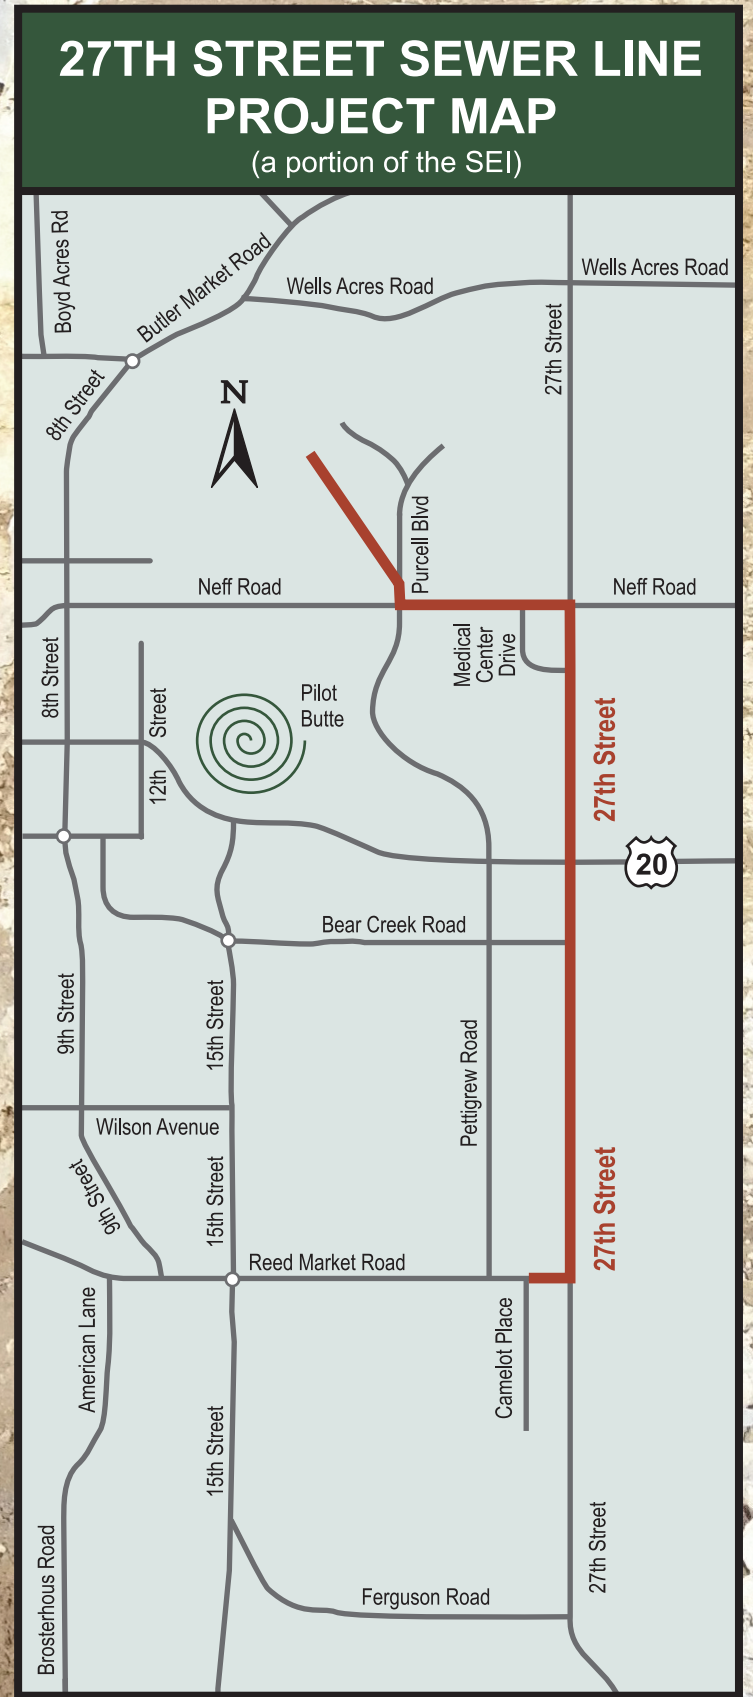 27TH STREET SEWER LINE
PROJECT MAP
(a portion of the SEI)
Boyd Acres Rd
Butler Market Road
Wells Acres Road
Wells Acres Road
27th Street
8th Street
N
Purcell Blvd
Neff Road
Neff Road
Medical
Center
Drive
8th Street
12th Street
Pilot
Butte
27th Street
20
Bear Creek Road
9th Street
15th Street
Pettigrew Road
Wilson Avenue
9th Street
15th Street
27th Street
Reed Market Road
American Lane
Camelot Place
15th Street
27th Street
Brosterhous Road
Ferguson Road